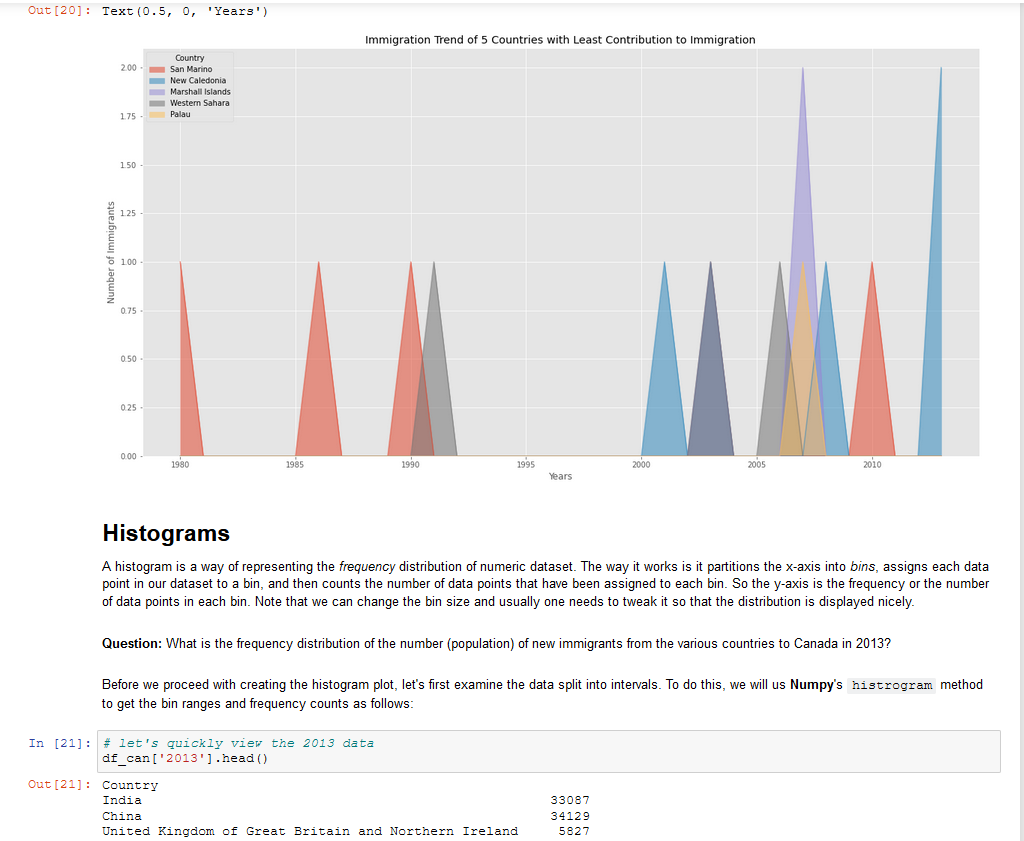 Out[20]: Text(0.5, 0, 'Years')
Immigration Trend of 5 Countries with Least Contribution to Immigration
Country
San Marino
New Caledonia
Marshall Islands
Western Sahara
Palau
2.00
1.75
1.50
1.25
1.00
0.75
0.50
0.25
0.00
Number of Immigrants
1980 1985 1990 1995 2000 2005 2010
Years
Histograms
A histogram is a way of representing the frequency distribution of numeric dataset. The way it works is it partitions the x-axis into bins, assigns each data
point in our dataset to a bin, and then counts the number of data points that have been assigned to each bin. So the y-axis is the frequency or the number
of data points in each bin. Note that we can change the bin size and usually one needs to tweak it so that the distribution is displayed nicely.
Question: What is the frequency distribution of the number (population) of new immigrants from the various countries to Canada in 2013?
Before we proceed with creating the histogram plot, let's first examine the data split into intervals. To do this, we will us Numpy's histrogram method
to get the bin ranges and frequency counts as follows:
In [21]: # let's quickly view the 2013 data
df_can['2013'].head()
Out[21]: Country
India 33087
China 34129
United Kingdom of Great Britain and Northern Ireland 5827